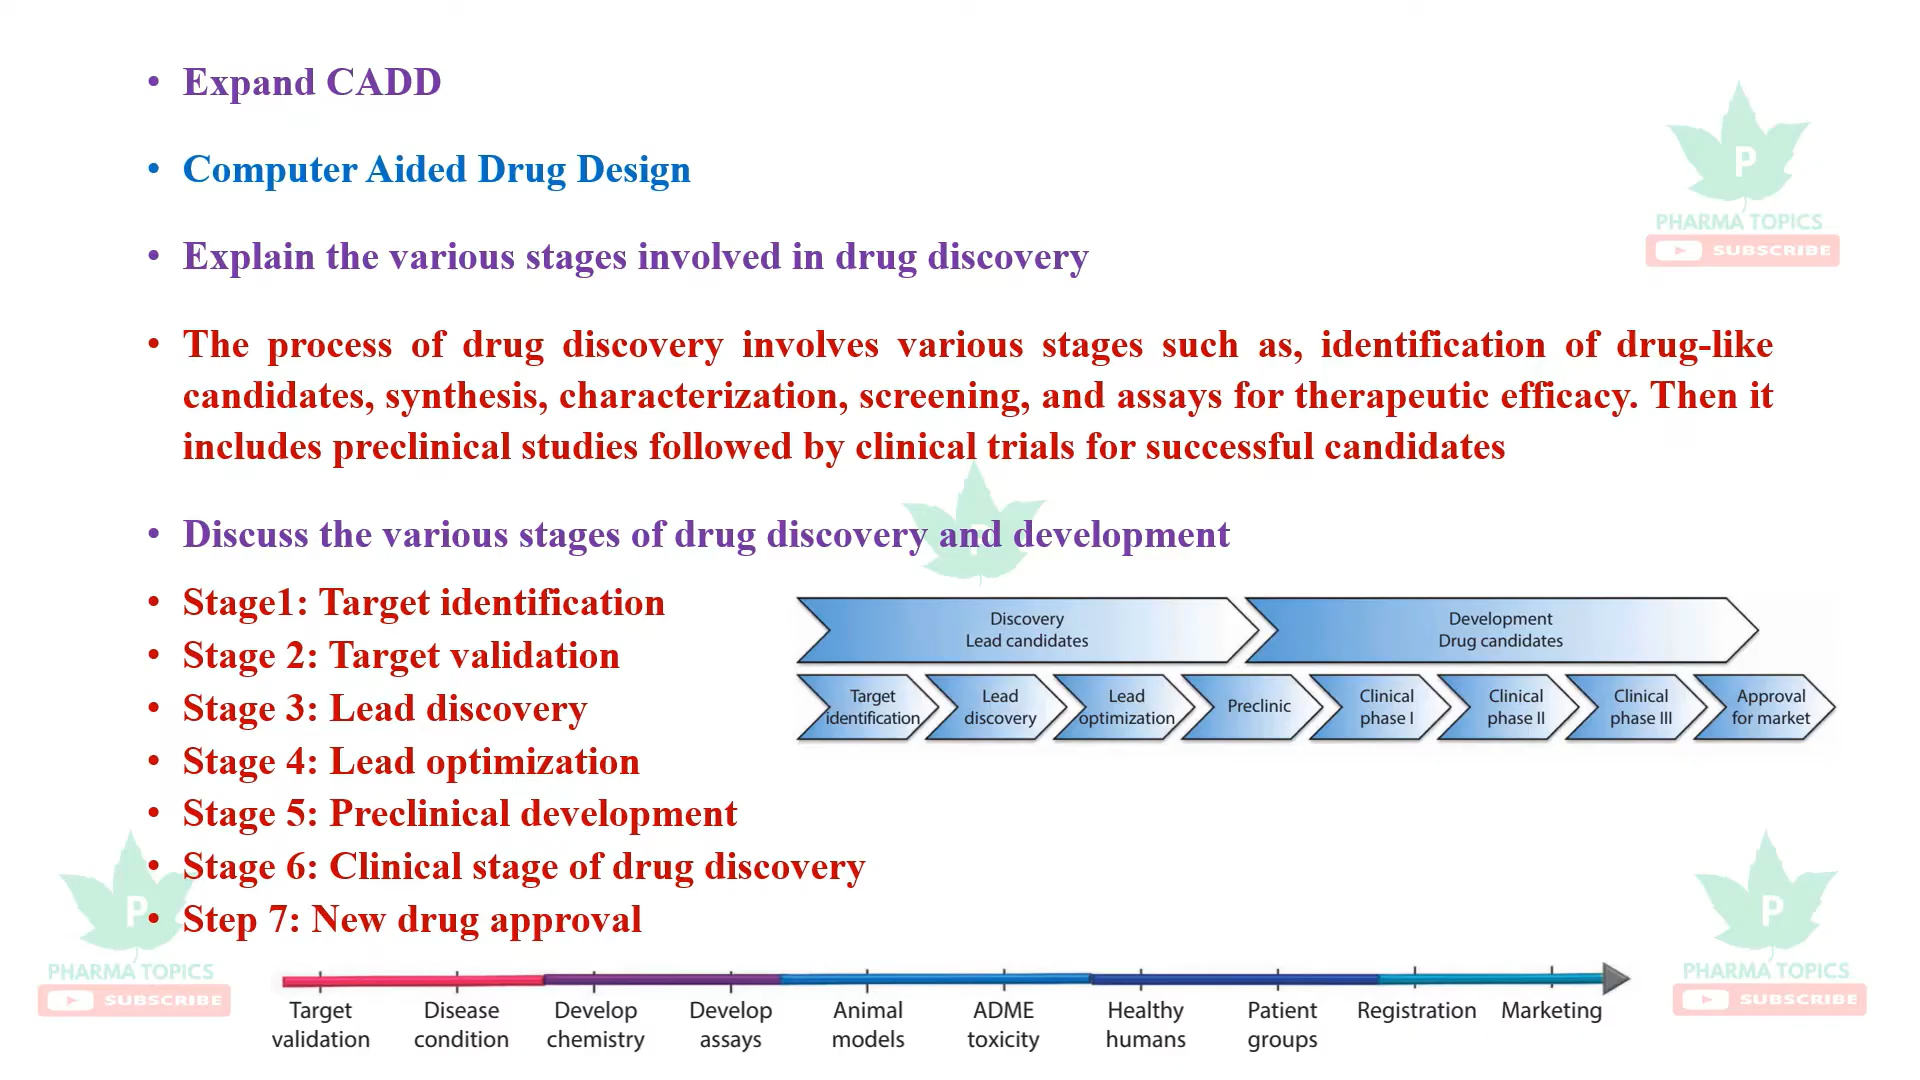 • Expand CADD
• Computer Aided Drug Design
• Explain the various stages involved in drug discovery
P
PHARMA TOPICS
SUBSCRIBE
• The process of drug discovery involves various stages such as, identification of drug-like
candidates, synthesis, characterization, screening, and assays for therapeutic efficacy. Then it
includes preclinical studies followed by clinical trials for successful candidates
• Discuss the various stages of drug discovery and development
• Stage1: Target identification
• Stage 2: Target validation
• Stage 3: Lead discovery
• Stage 4: Lead optimization
• Stage 5: Preclinical development
• Stage 6: Clinical stage of drug discovery
• Step 7: New drug approval
Discovery
Lead candidates
Development
Drug candidates
Target
identification
Lead
discovery
Lead
optimization
Preclinic
Clinical
phase I
Clinical
phase II
Clinical
phase III
Approval
for market
P
PHARMA TOPICS
SUBSCRIBE
P
PHARMA TOPICS
SUBSCRIBE
Target
validation
Disease
condition
Develop
chemistry
Develop
assays
Animal
models
ADME
toxicity
Healthy
humans
Patient
groups
Registration
Marketing